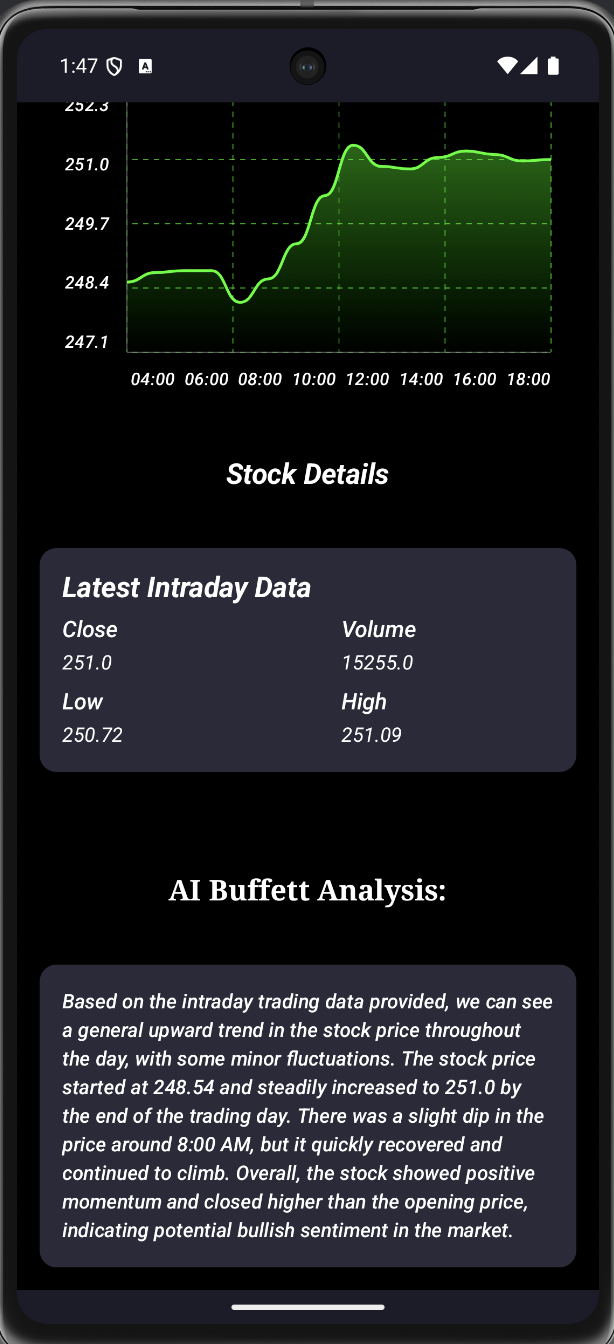 1:47
252.3
251.0
249.7
248.4
247.1
04:00 06:00 08:00 10:00 12:00 14:00 16:00 18:00
Stock Details
Latest Intraday Data
Close Volume
251.0 15255.0
Low High
250.72 251.09
AI Buffett Analysis:
Based on the intraday trading data provided, we can see
a general upward trend in the stock price throughout
the day, with some minor fluctuations. The stock price
started at 248.54 and steadily increased to 251.0 by
the end of the trading day. There was a slight dip in the
price around 8:00 AM, but it quickly recovered and
continued to climb. Overall, the stock showed positive
momentum and closed higher than the opening price,
indicating potential bullish sentiment in the market.